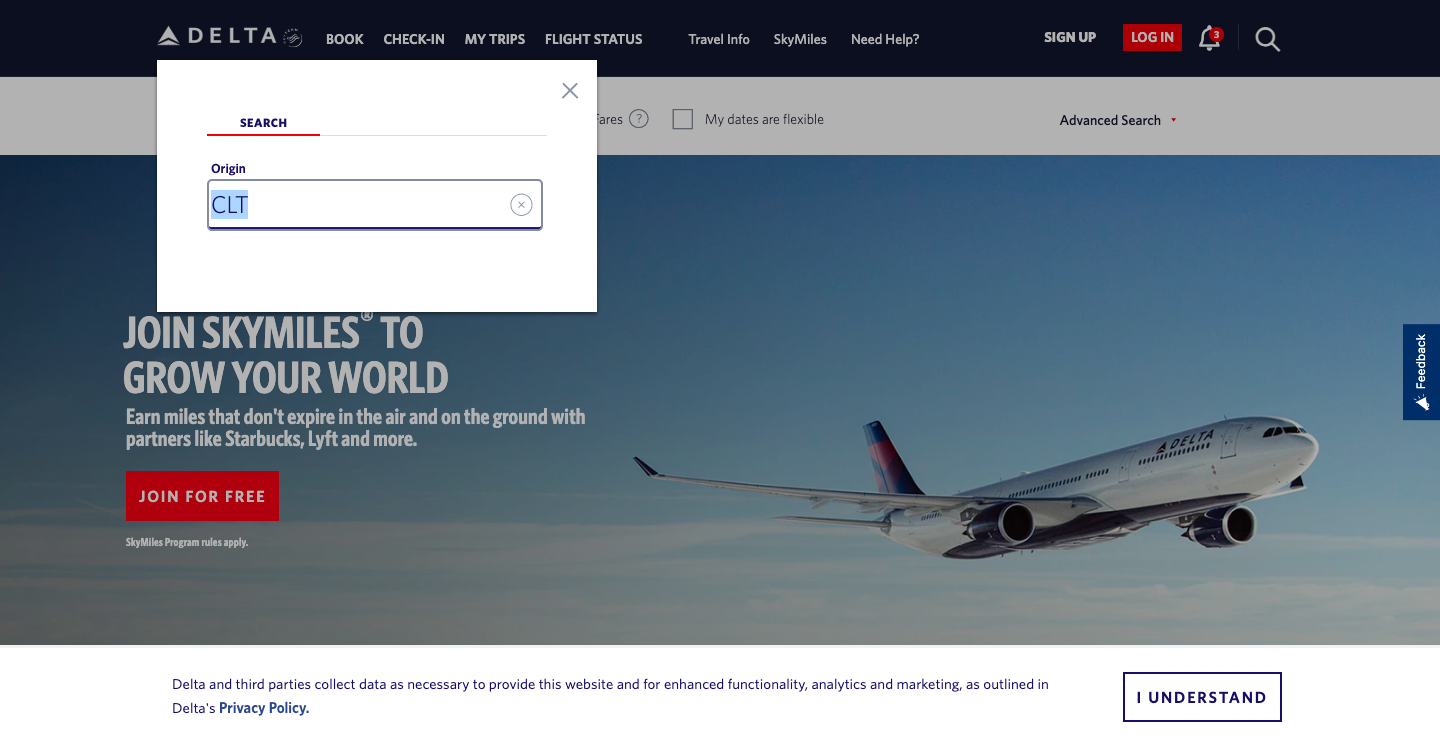 DELTA
BOOK CHECK-IN MY TRIPS FLIGHT STATUS Travel Info SkyMiles Need Help? SIGN UP LOG IN 3
SEARCH
Origin
CLT
Fares ? My dates are flexible Advanced Search
JOIN SKYMILES® TO
GROW YOUR WORLD
Earn miles that don't expire in the air and on the ground with
partners like Starbucks, Lyft and more.
JOIN FOR FREE
SkyMiles Program rules apply.
DELTA
Feedback
Delta and third parties collect data as necessary to provide this website and for enhanced functionality, analytics and marketing, as outlined in
Delta's Privacy Policy.
I UNDERSTAND